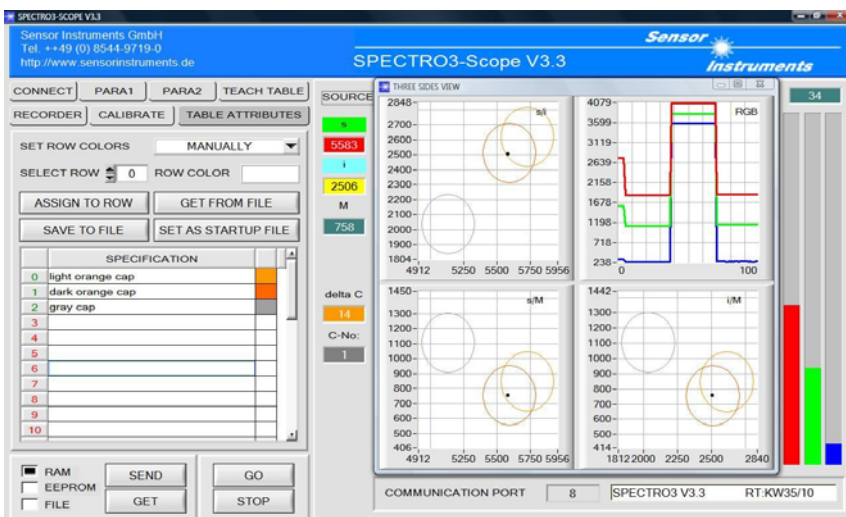 SPECTRO3-SCOPE V3.3
Sensor Instruments GmbH
Tel. ++49 (0) 8544-9719-0
http://www.sensorinstruments.de
SPECTRO3-Scope V3.3
Sensor
Instruments
CONNECT PARA1 PARA2 TEACH TABLE
RECORDER CALIBRATE TABLE ATTRIBUTES
SET ROW COLORS MANUALLY
SELECT ROW 0 ROW COLOR
ASSIGN TO ROW GET FROM FILE
SAVE TO FILE SET AS STARTUP FILE
SPECIFICATION
0 light orange cap
1 dark orange cap
2 gray cap
3
4
5
6
7
8
9
10
RAM
EEPROM
FILE
SEND GO
GET STOP
SOURCE
s
5583
i
2506
M
758
delta C
14
C-No:
1
THREE SIDES VIEW
s/i
2848
2700
2600
2500
2400
2300
2200
2100
2000
1900
1804
4912 5250 5500 5750 5956
RGB
4079
3599
3119
2639
2158
1678
1198
718
238
0 100
s/M
1450
1300
1200
1100
1000
900
800
700
600
500
406
4912 5250 5500 5750 5956
i/M
1442
1300
1200
1100
1000
900
800
700
600
500
414
1812 2000 2250 2500 2840
34
COMMUNICATION PORT 8 SPECTRO3 V3.3 RT:KW35/10